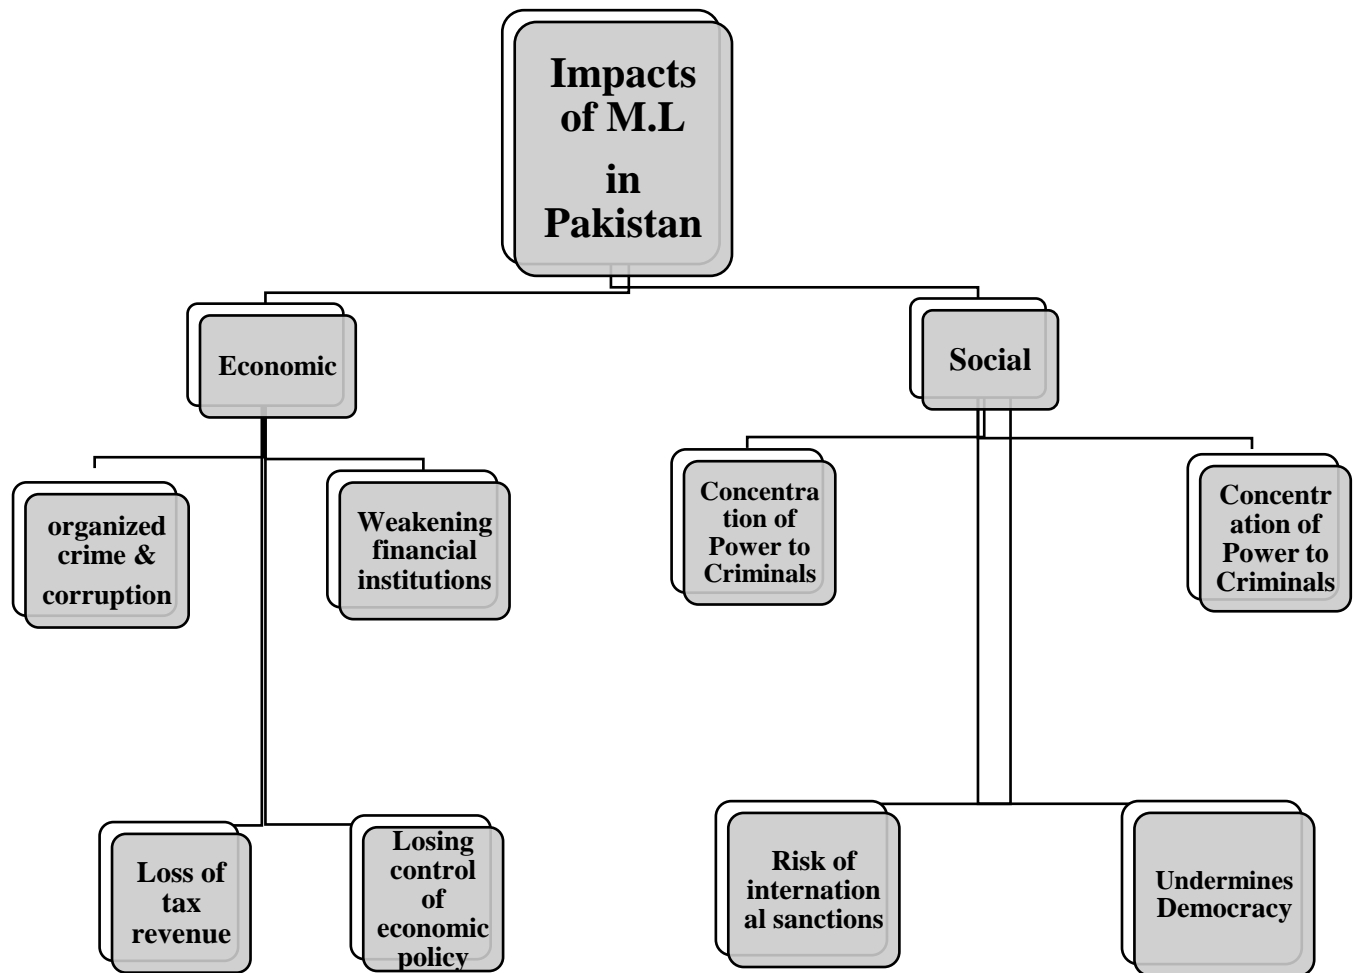 Impacts
of M.L
in
Pakistan
Economic
Social
organized
crime &
corruption
Weakening
financial
institutions
Concentra
tion of
Power to
Criminals
Concentr
ation of
Power to
Criminals
Loss of
tax
revenue
Losing
control
of
economic
policy
Risk of
internation
al sanctions
Undermines
Democracy